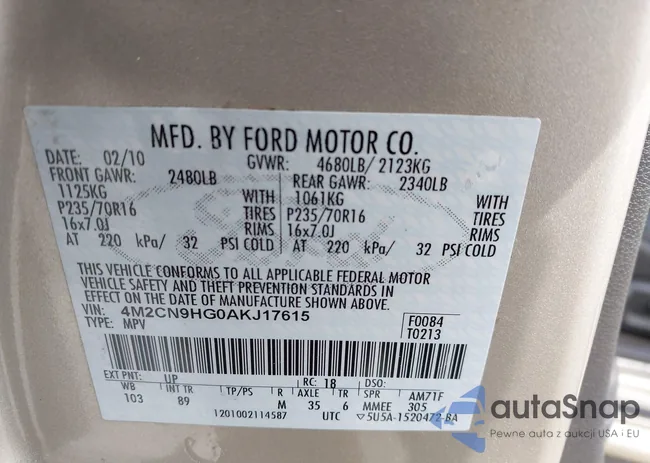 MFD. BY FORD MOTOR CO.
DATE: 02/10 GVWR: 4680LB/ 2123KG
FRONT GAWR: 2480LB REAR GAWR: 2340LB
1125KG WITH 1061KG WITH
P235/70R16 TIRES P235/70R16 TIRES
16x7.0J RIMS 16x7.0J RIMS
AT 220 kPa/ 32 PSI COLD AT 220 kPa/ 32 PSI COLD
THIS VEHICLE CONFORMS TO ALL APPLICABLE FEDERAL MOTOR
VEHICLE SAFETY AND THEFT PREVENTION STANDARDS IN
EFFECT ON THE DATE OF MANUFACTURE SHOWN ABOVE.
VIN: 4M2CN9HG0AKJ17615 F0084
TYPE: MPV T0213
EXT PNT: UP RC: 18 DSO:
WB INT TR TP/PS R AXLE TR SPR AM71F
103 89 M 35 6 MMEE 305
1201002114587 UTC ▽5U5A-1520472-BA
autoSnap
Pewne auta z aukcji USA i EU